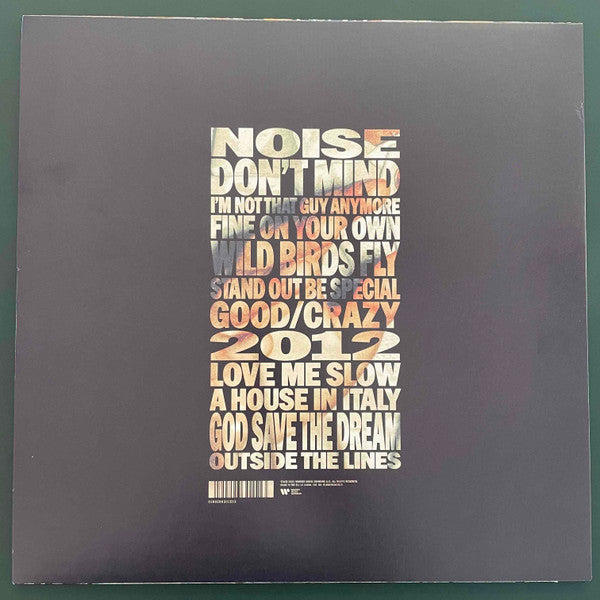 NOISE
DON'T MIND
I'M NOT THAT GUY ANYMORE
FINE ON YOUR OWN
WILD BIRDS FLY
STAND OUT BE SPECIAL
GOOD/CRAZY
2012
LOVE ME SLOW
A HOUSE IN ITALY
GOD SAVE THE DREAM
OUTSIDE THE LINES